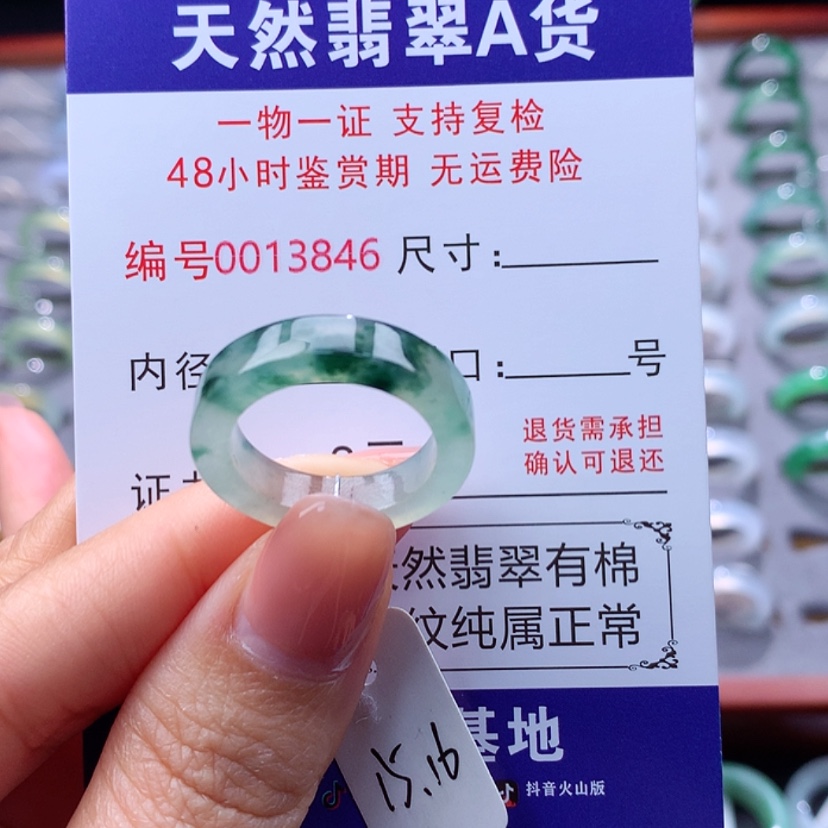 天然翡翠A货
一物一证 支持复检
48小时鉴赏期 无运费险
编号0013846 尺寸:
内径 口: 号
退货需承担
确认可退还
证
然翡翠有棉
纹纯属正常
基地
抖音火山版
15.16